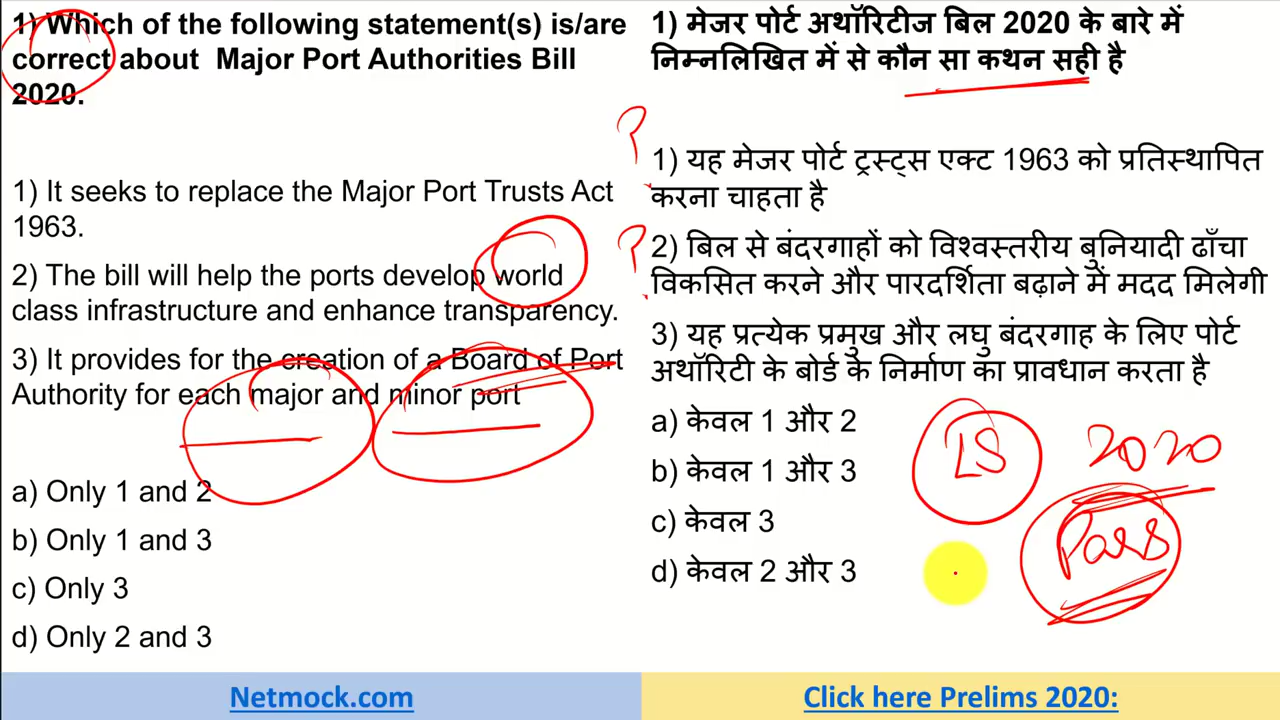 1) Which of the following statement(s) is/are
correct about Major Port Authorities Bill
2020.
1) It seeks to replace the Major Port Trusts Act
1963.
2) The bill will help the ports develop world
class infrastructure and enhance transparency.
3) It provides for the creation of a Board of Port
Authority for each major and minor port
a) Only 1 and 2
b) Only 1 and 3
c) Only 3
d) Only 2 and 3
1) मेजर पोर्ट अथॉरिटीज बिल 2020 के बारे में
निम्नलिखित में से कौन सा कथन सही है
?
1) यह मेजर पोर्ट ट्रस्ट्स एक्ट 1963 को प्रतिस्थापित
करना चाहता है
?
2) बिल से बंदरगाहों को विश्वस्तरीय बुनियादी ढाँचा
विकसित करने और पारदर्शिता बढ़ाने में मदद मिलेगी
3) यह प्रत्येक प्रमुख और लघु बंदरगाह के लिए पोर्ट
अथॉरिटी के बोर्ड के निर्माण का प्रावधान करता है
a) केवल 1 और 2
b) केवल 1 और 3
c) केवल 3
d) केवल 2 और 3
LS 2020
Pass
Netmock.com
Click here Prelims 2020: